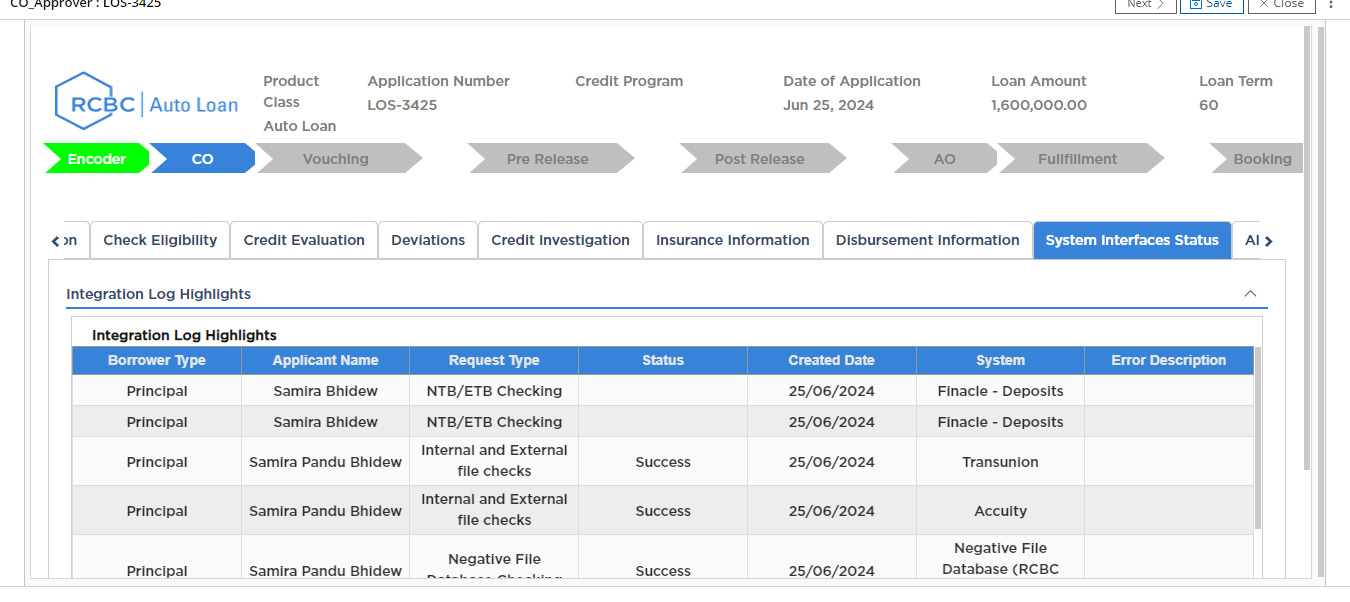 CO_Approver : LOS-3425
Next
Save
Close
RCBC | Auto Loan
Product Class
Auto Loan
Application Number
LOS-3425
Credit Program
Date of Application
Jun 25, 2024
Loan Amount
1,600,000.00
Loan Term
60
Encoder
CO
Vouching
Pre Release
Post Release
AO
Fullfillment
Booking
on
Check Eligibility
Credit Evaluation
Deviations
Credit Investigation
Insurance Information
Disbursement Information
System Interfaces Status
Al
Integration Log Highlights
Integration Log Highlights
Borrower Type Applicant Name Request Type Status Created Date System Error Description
Principal Samira Bhidew NTB/ETB Checking 25/06/2024 Finacle - Deposits
Principal Samira Bhidew NTB/ETB Checking 25/06/2024 Finacle - Deposits
Principal Samira Pandu Bhidew Internal and External file checks Success 25/06/2024 Transunion
Principal Samira Pandu Bhidew Internal and External file checks Success 25/06/2024 Accuity
Principal Samira Pandu Bhidew Negative File Database Checking Success 25/06/2024 Negative File Database (RCBC